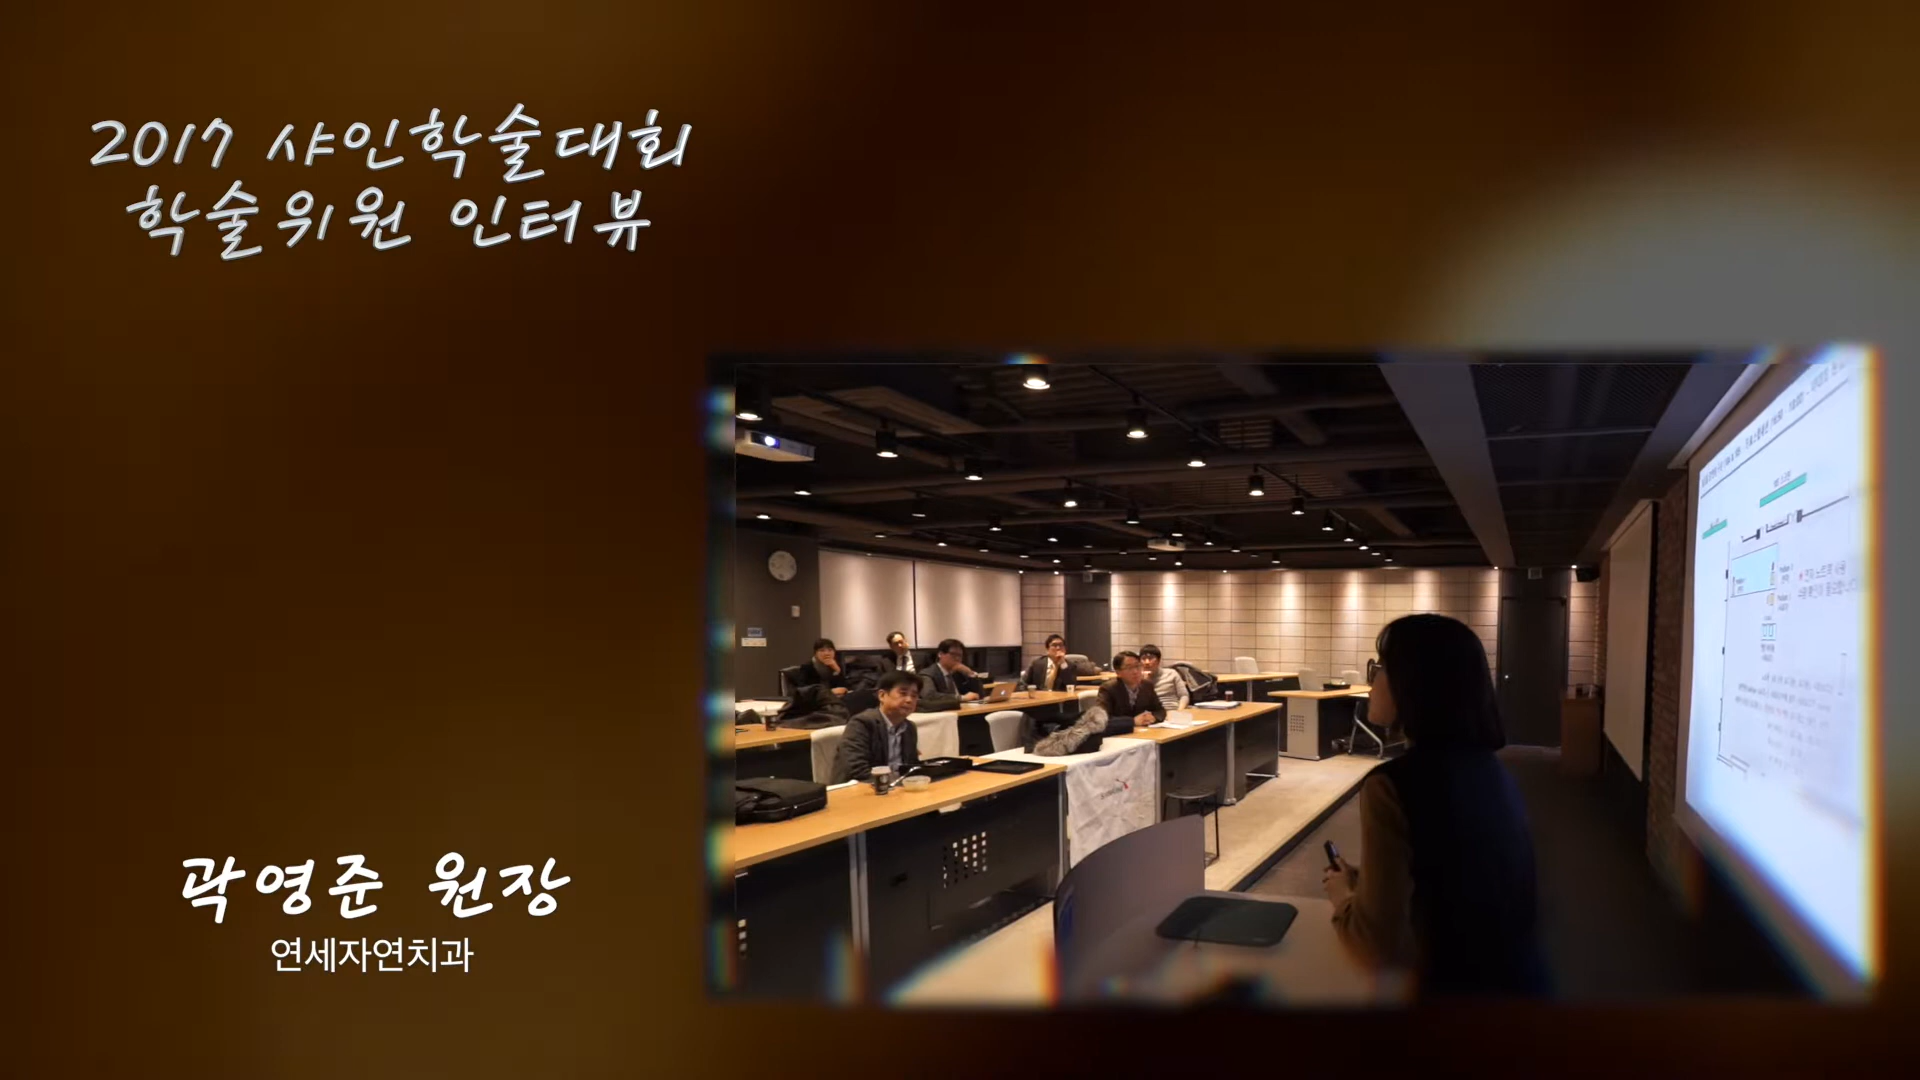 2017 샤인학술대회
학술위원 인터뷰
곽영준 원장
연세자연치과